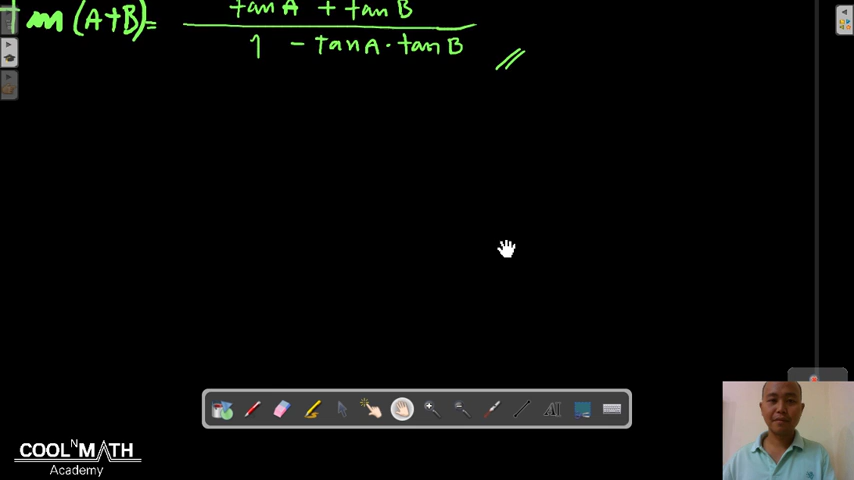 tan (A+B)= tan A + tan B
1 - tan A · tan B
COOL N MATH
Academy